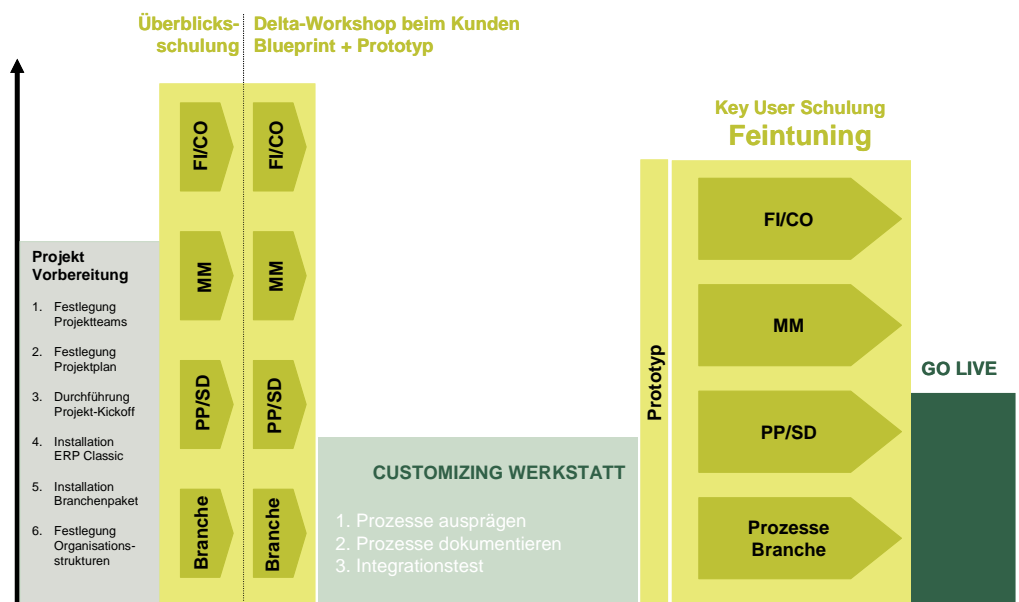 Überblicks-
schulung
Delta-Workshop beim Kunden
Blueprint + Prototyp
Projekt
Vorbereitung
1. Festlegung
Projektteams
2. Festlegung
Projektplan
3. Durchführung
Projekt-Kickoff
4. Installation
ERP Classic
5. Installation
Branchenpaket
6. Festlegung
Organisations-
strukturen
FI/CO
MM
PP/SD
Branche
FI/CO
MM
PP/SD
Branche
CUSTOMIZING WERKSTATT
1. Prozesse ausprägen
2. Prozesse dokumentieren
3. Integrationstest
Prototyp
Key User Schulung
Feintuning
FI/CO
MM
PP/SD
Prozesse
Branche
GO LIVE